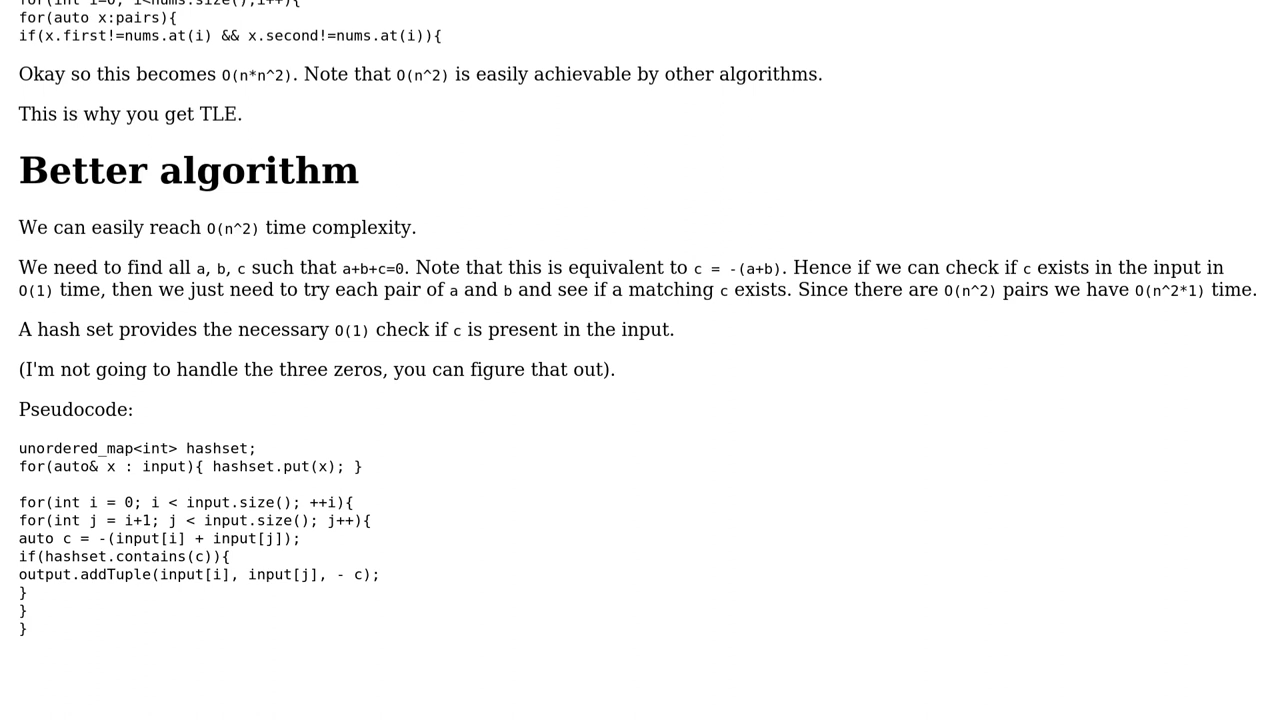 for(int i=0; i<nums.size();i++){
for(auto x:pairs){
if(x.first!=nums.at(i) && x.second!=nums.at(i)){
Okay so this becomes O(n*n^2). Note that O(n^2) is easily achievable by other algorithms.
This is why you get TLE.
Better algorithm
We can easily reach O(n^2) time complexity.
We need to find all a, b, c such that a+b+c=0. Note that this is equivalent to c = -(a+b). Hence if we can check if c exists in the input in
O(1) time, then we just need to try each pair of a and b and see if a matching c exists. Since there are O(n^2) pairs we have O(n^2*1) time.
A hash set provides the necessary O(1) check if c is present in the input.
(I'm not going to handle the three zeros, you can figure that out).
Pseudocode:
unordered_map<int> hashset;
for(auto& x : input){ hashset.put(x); }
for(int i = 0; i < input.size(); ++i){
for(int j = i+1; j < input.size(); j++){
auto c = -(input[i] + input[j]);
if(hashset.contains(c)){
output.addTuple(input[i], input[j], - c);
}
}
}